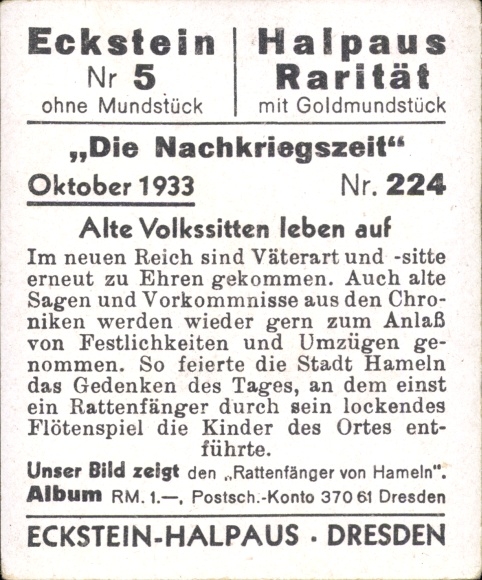 Eckstein
Nr 5
ohne Mundstück
Halpaus
Rarität
mit Goldmundstück
„Die Nachkriegszeit“
Oktober 1933 Nr. 224
Alte Volkssitten leben auf
Im neuen Reich sind Väterart und -sitte
erneut zu Ehren gekommen. Auch alte
Sagen und Vorkommnisse aus den Chro-
niken werden wieder gern zum Anlaß
von Festlichkeiten und Umzügen ge-
nommen. So feierte die Stadt Hameln
das Gedenken des Tages, an dem einst
ein Rattenfänger durch sein lockendes
Flötenspiel die Kinder des Ortes ent-
führte.
Unser Bild zeigt den „Rattenfänger von Hameln“.
Album RM. 1.—, Postsch.-Konto 370 61 Dresden
ECKSTEIN-HALPAUS · DRESDEN